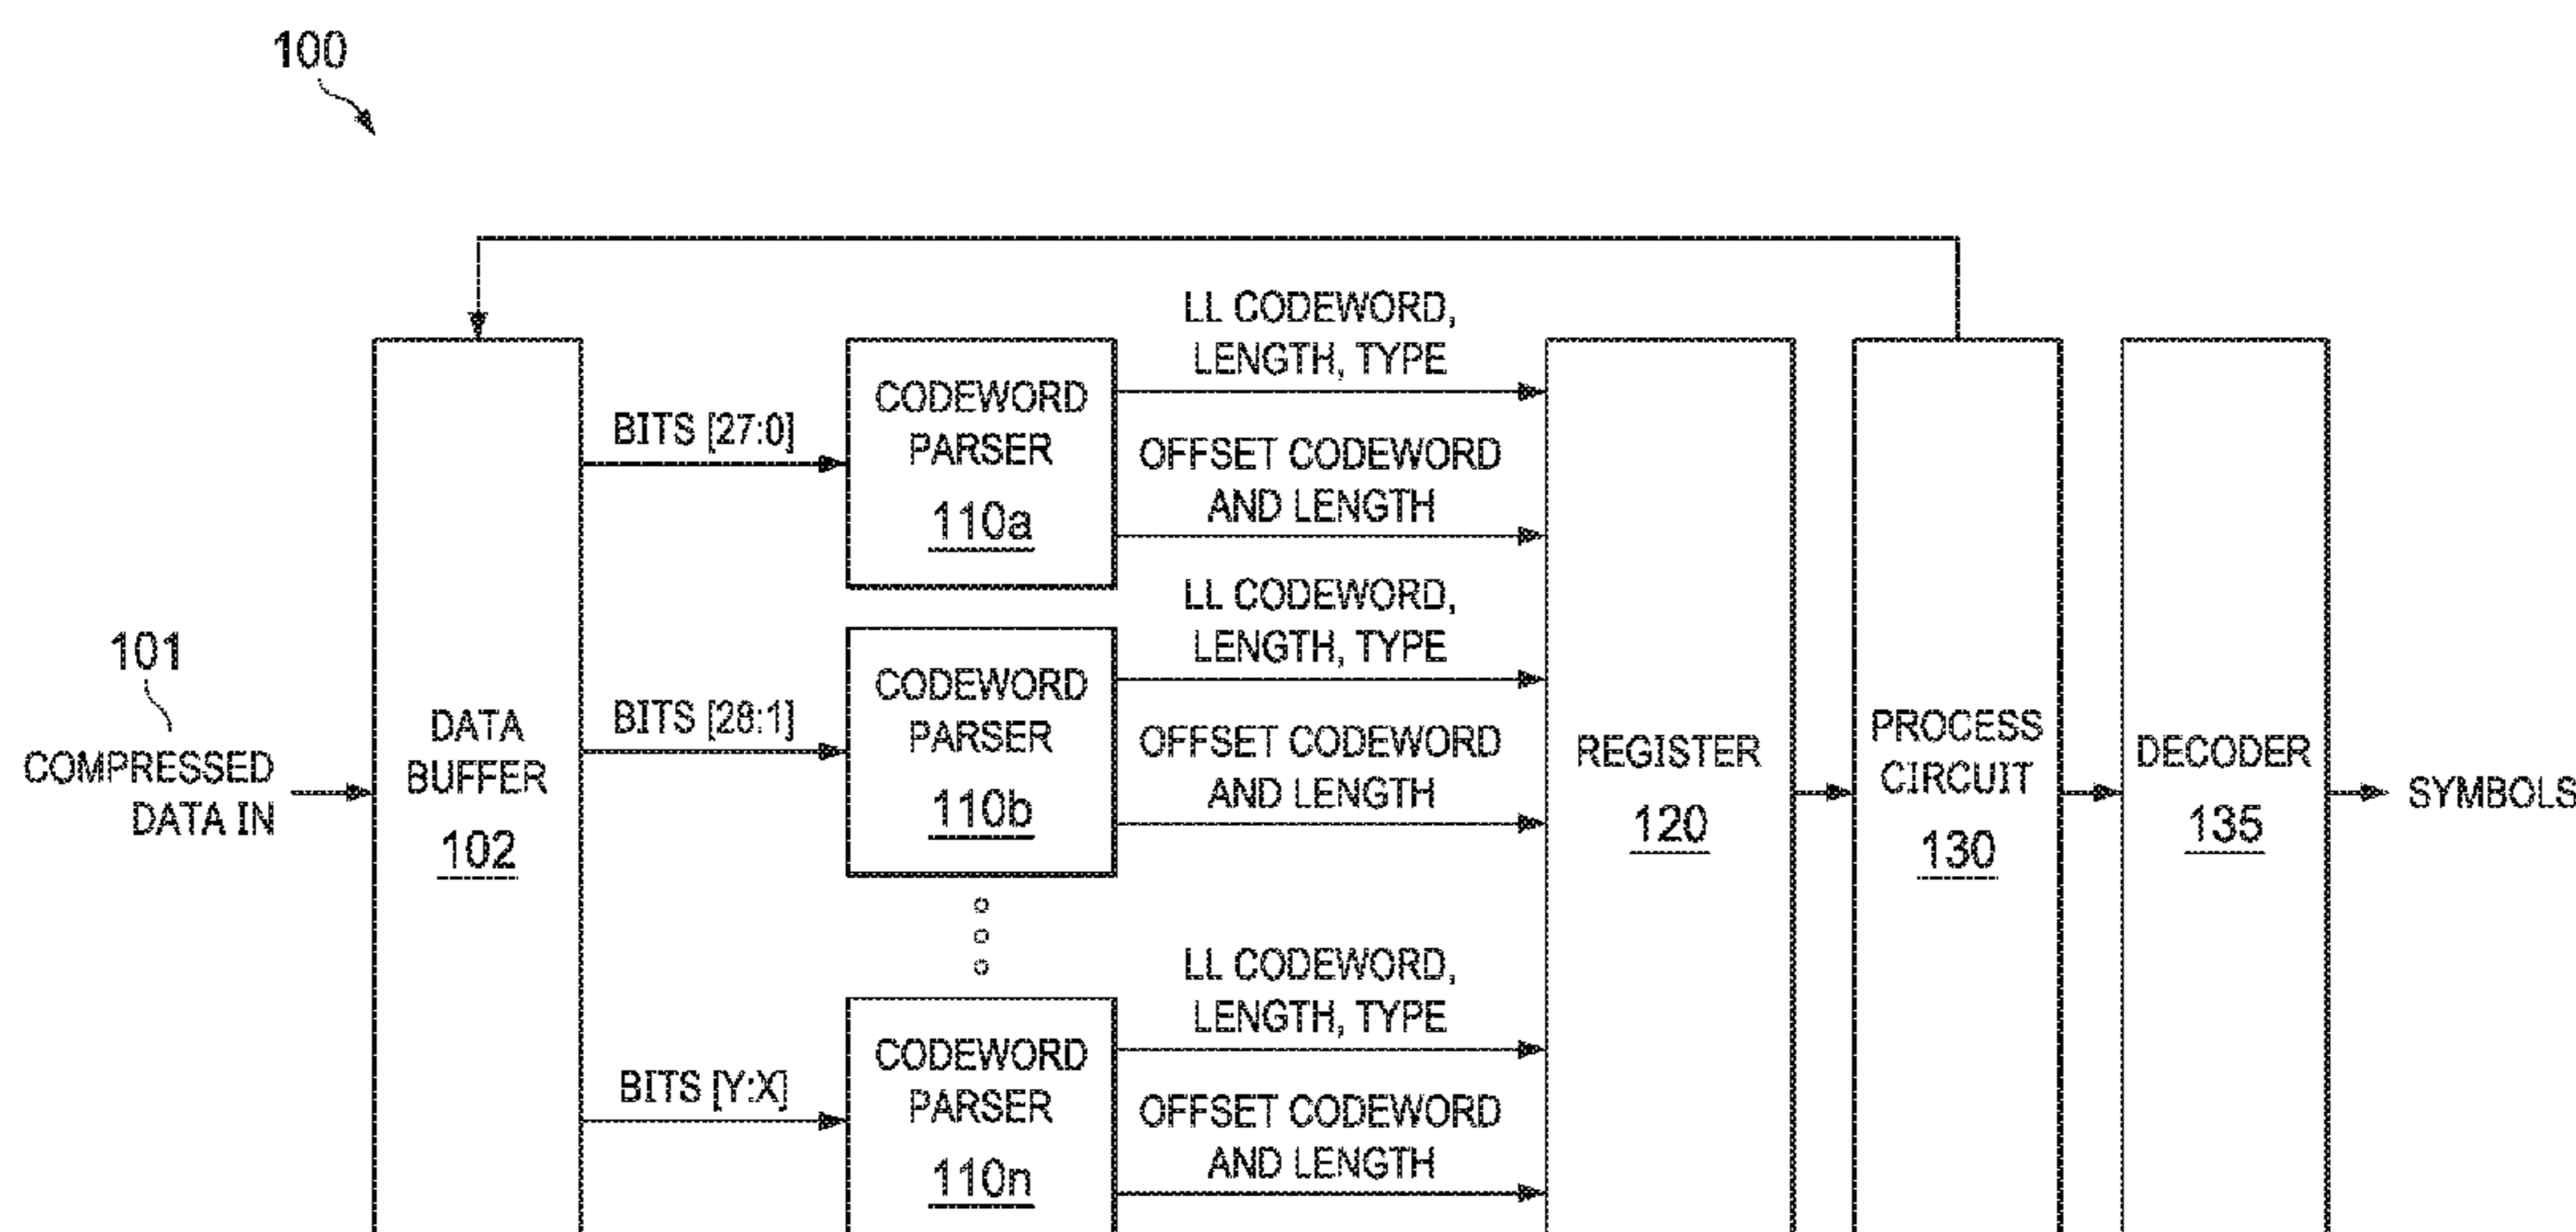 100
101
COMPRESSED
DATA IN
DATA
BUFFER
102
BITS [27:0]
CODEWORD
PARSER
110a
LL CODEWORD,
LENGTH, TYPE
OFFSET CODEWORD
AND LENGTH
BITS [28:1]
CODEWORD
PARSER
110b
LL CODEWORD,
LENGTH, TYPE
OFFSET CODEWORD
AND LENGTH
BITS [Y:X]
CODEWORD
PARSER
110n
LL CODEWORD,
LENGTH, TYPE
OFFSET CODEWORD
AND LENGTH
REGISTER
120
PROCESS
CIRCUIT
130
DECODER
135
SYMBOLS